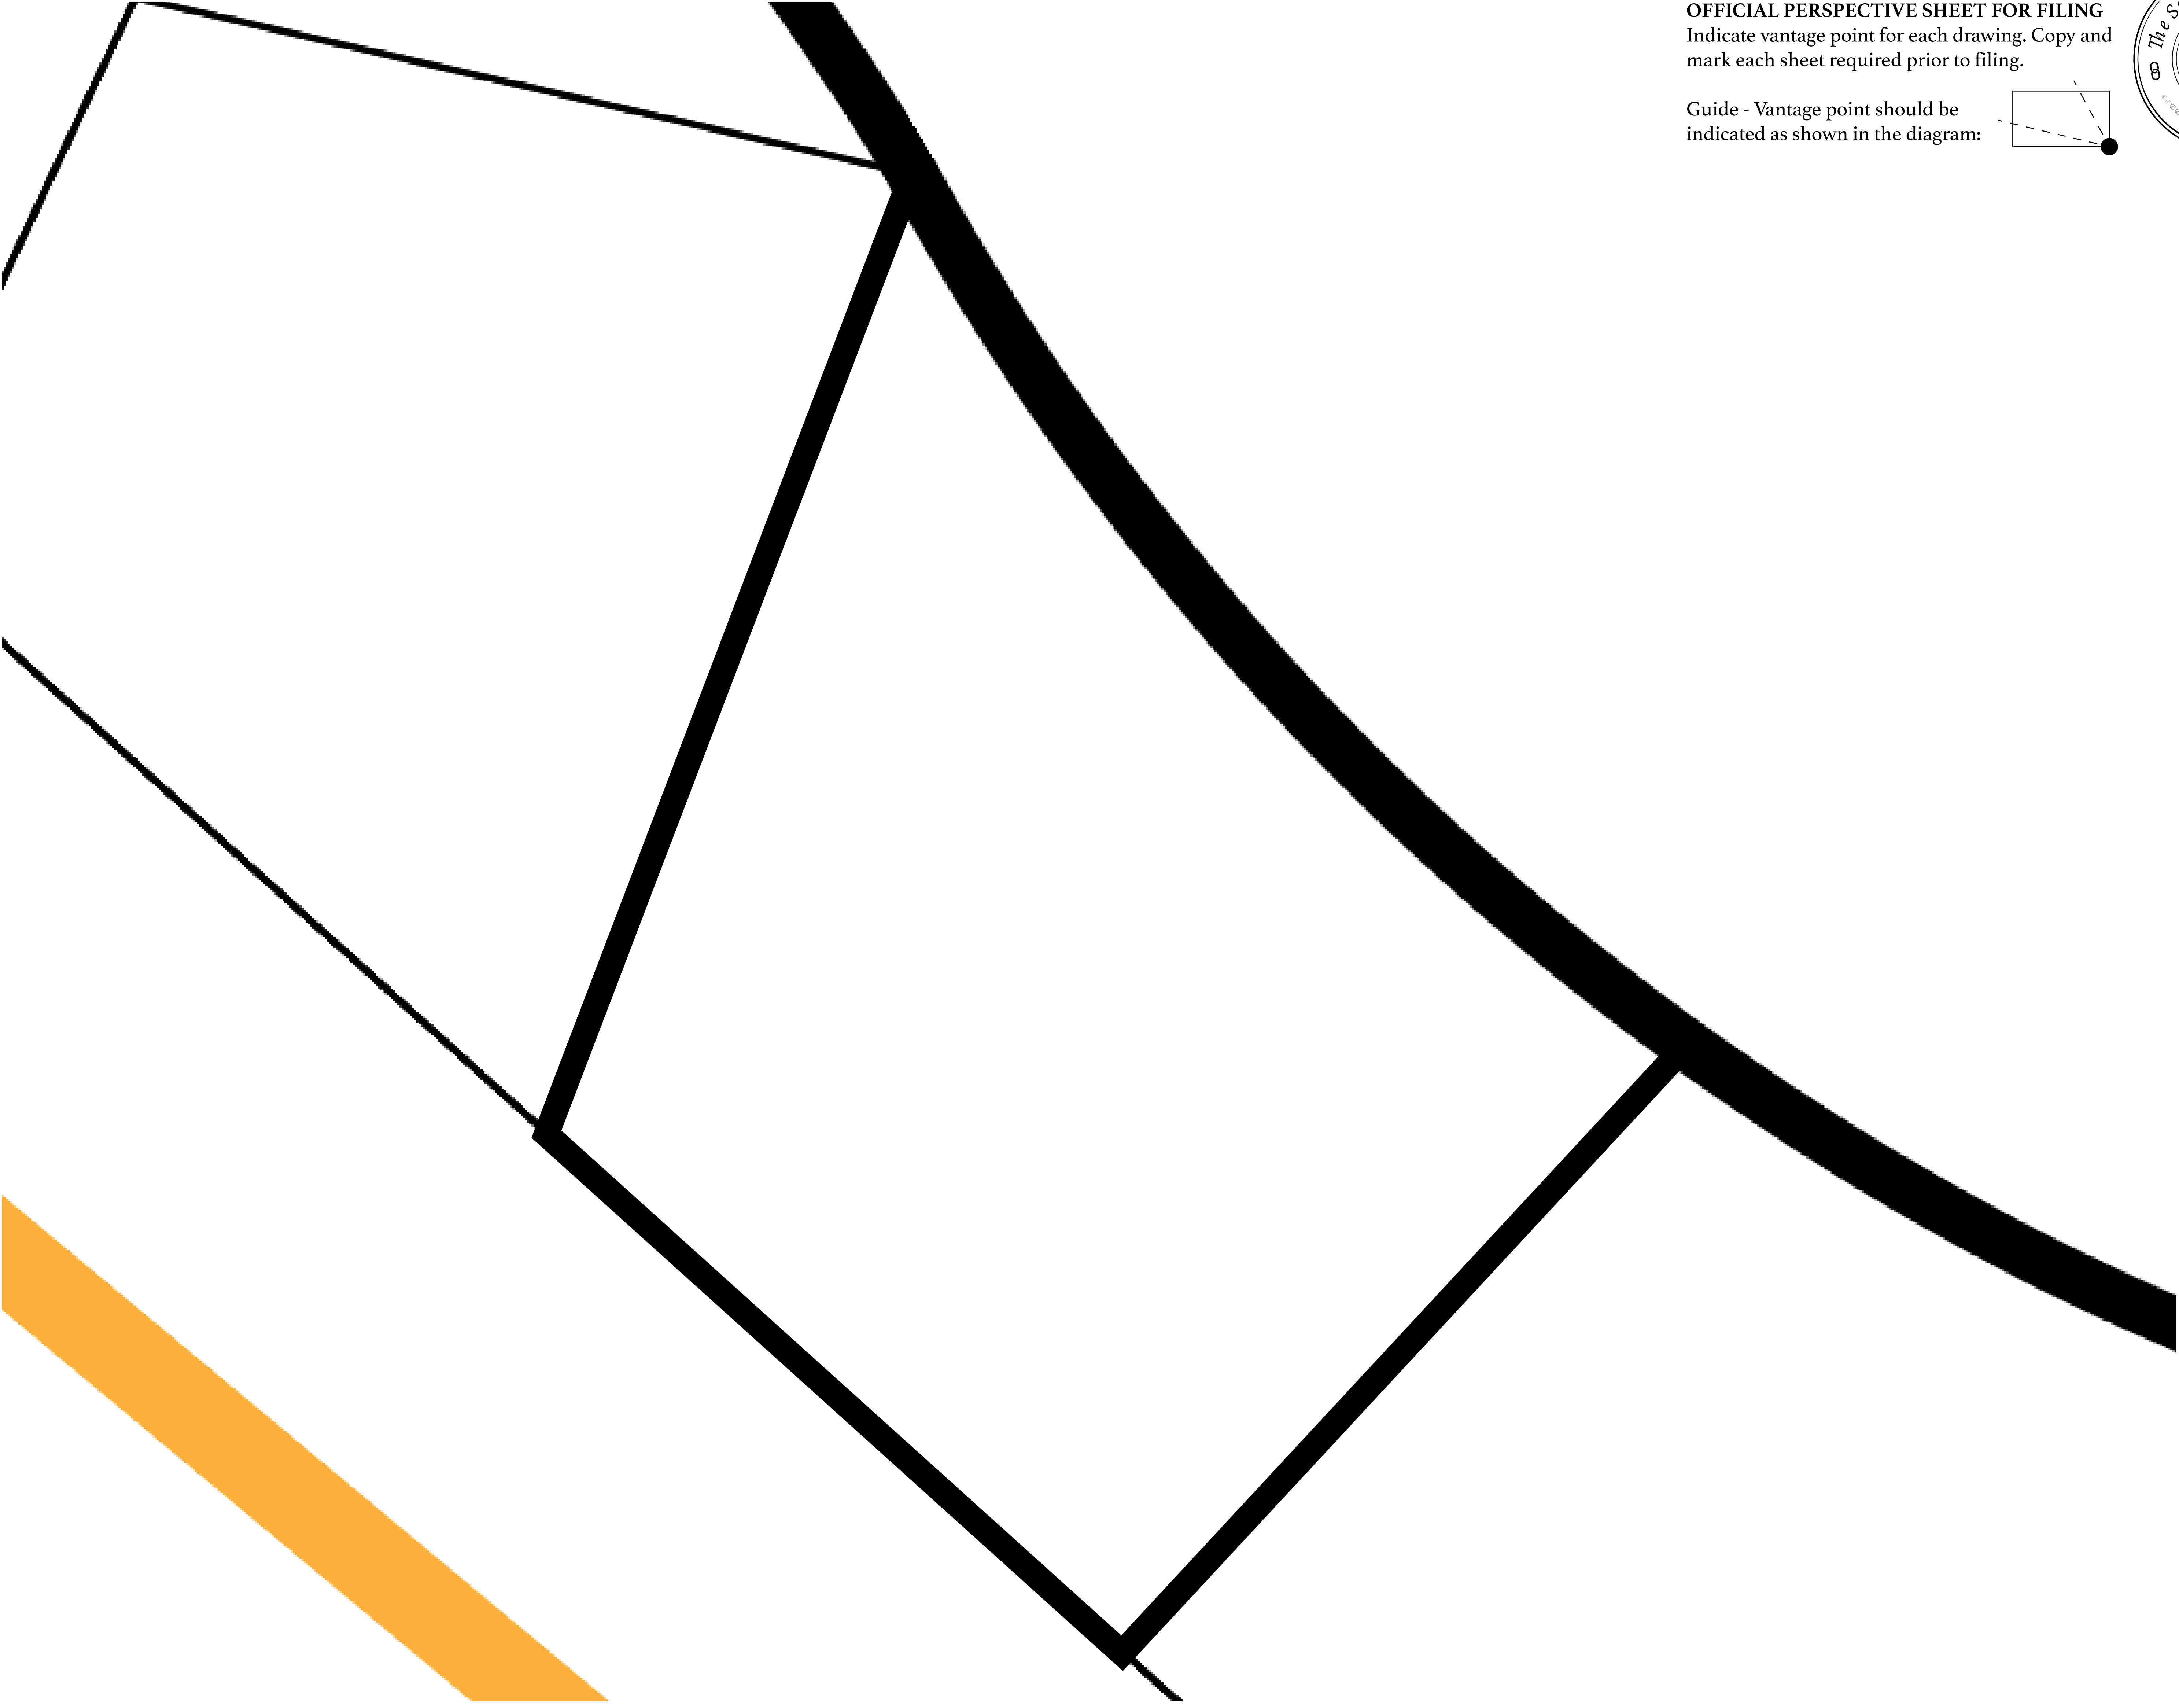 OFFICIAL PERSPECTIVE SHEET FOR FILING
Indicate vantage point for each drawing. Copy and
mark each sheet required prior to filing.
Guide - Vantage point should be
indicated as shown in the diagram:
The